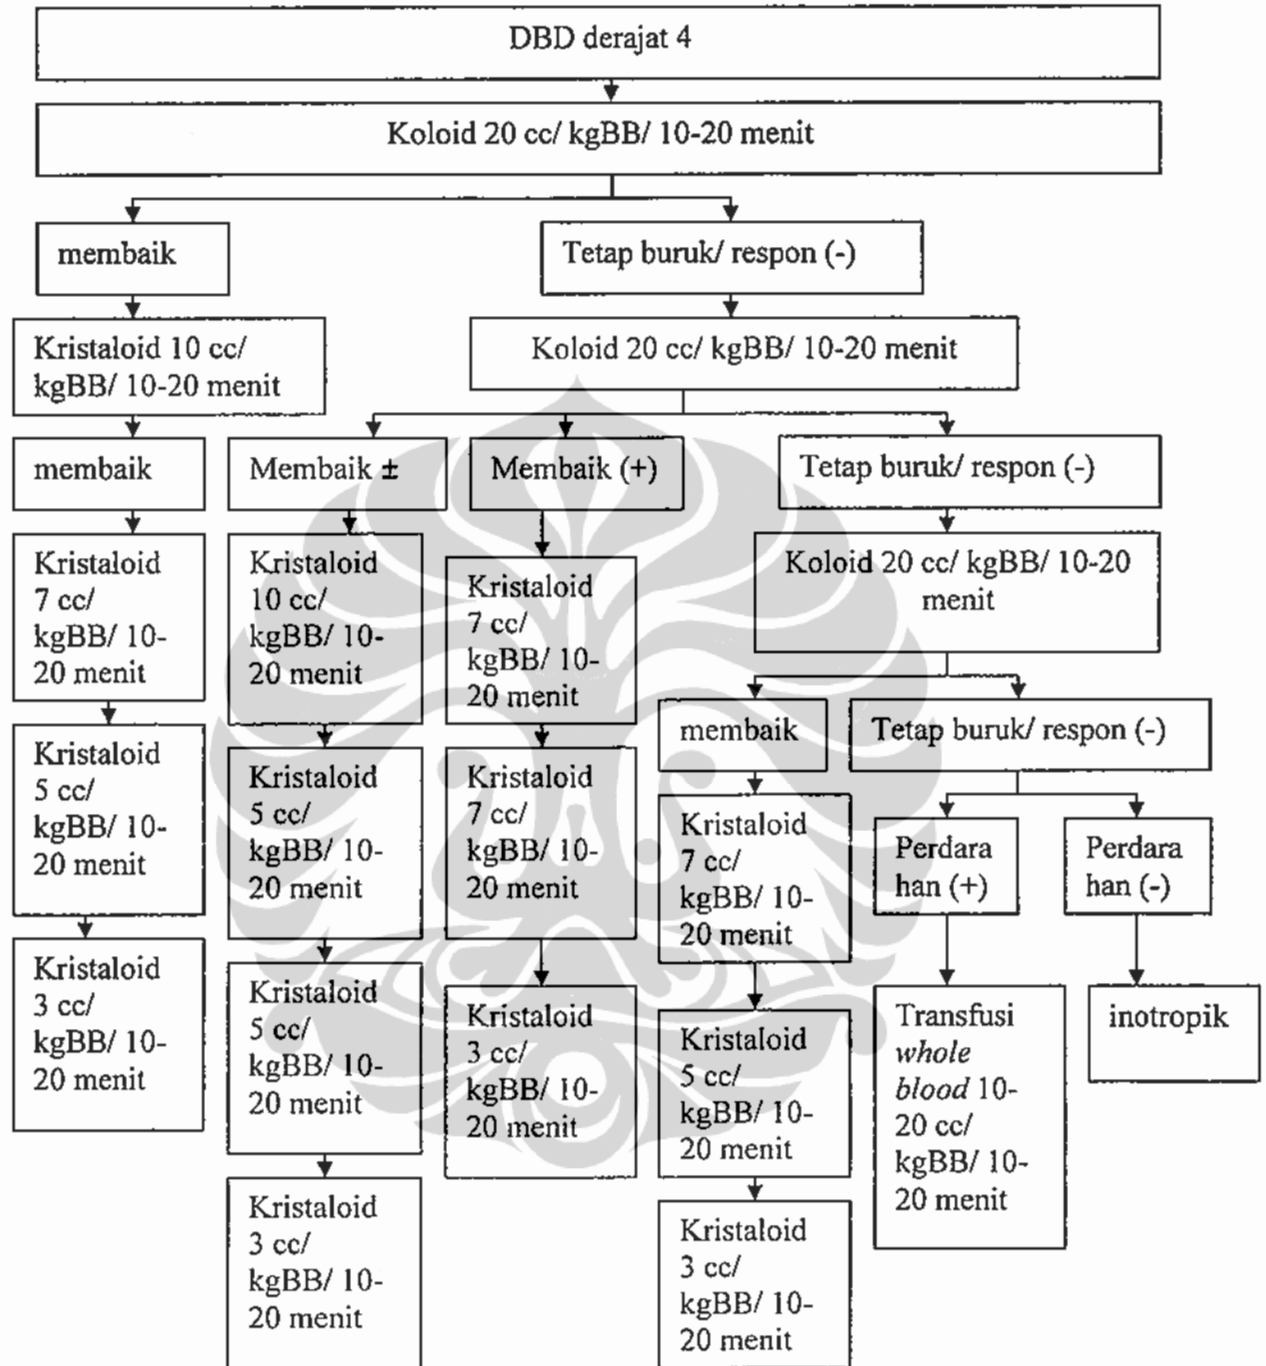 DBD derajat 4
Koloid 20 cc/ kgBB/ 10-20 menit
membaik
Tetap buruk/ respon (-)
Kristaloid 10 cc/
kgBB/ 10-20 menit
Koloid 20 cc/ kgBB/ 10-20 menit
membaik
Membaik ±
Membaik (+)
Tetap buruk/ respon (-)
Kristaloid
7 cc/
kgBB/ 10-
20 menit
Kristaloid
10 cc/
kgBB/ 10-
20 menit
Kristaloid
7 cc/
kgBB/ 10-
20 menit
Koloid 20 cc/ kgBB/ 10-20
menit
membaik
Tetap buruk/ respon (-)
Kristaloid
5 cc/
kgBB/ 10-
20 menit
Kristaloid
5 cc/
kgBB/ 10-
20 menit
Kristaloid
7 cc/
kgBB/ 10-
20 menit
Kristaloid
7 cc/
kgBB/ 10-
20 menit
Perdara
han (+)
Perdara
han (-)
Kristaloid
3 cc/
kgBB/ 10-
20 menit
Kristaloid
5 cc/
kgBB/ 10-
20 menit
Kristaloid
3 cc/
kgBB/ 10-
20 menit
Kristaloid
5 cc/
kgBB/ 10-
20 menit
Transfusi
whole
blood 10-
20 cc/
kgBB/ 10-
20 menit
inotropik
Kristaloid
3 cc/
kgBB/ 10-
20 menit
Kristaloid
3 cc/
kgBB/ 10-
20 menit